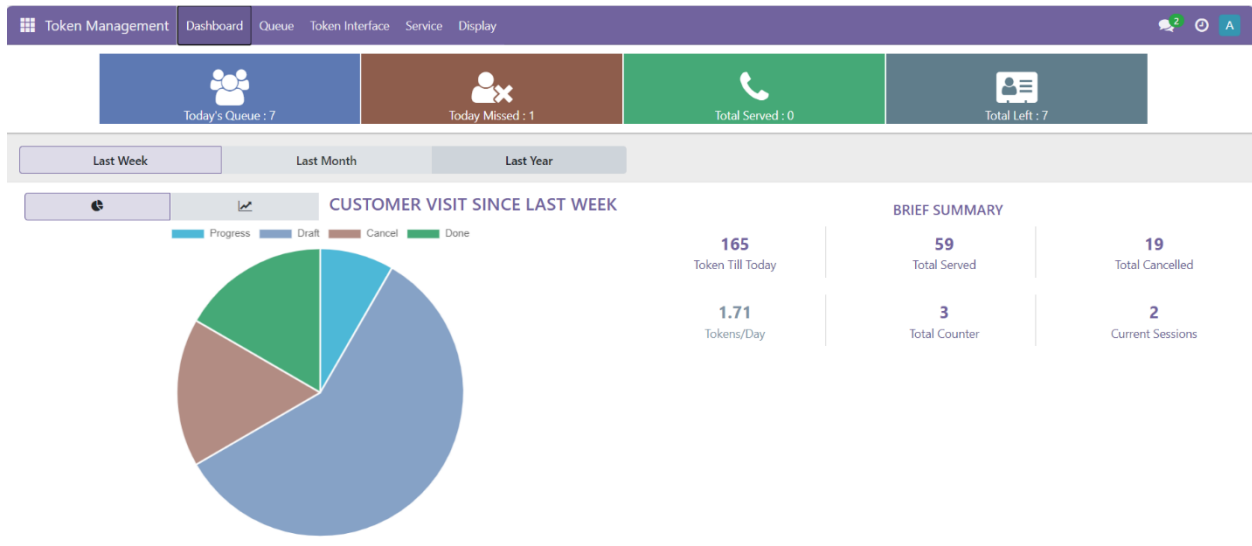 Token Management Dashboard Queue Token Interface Service Display 2 A
Today's Queue : 7
Today Missed : 1
Total Served : 0
Total Left : 7
Last Week Last Month Last Year
CUSTOMER VISIT SINCE LAST WEEK
Progress Draft Cancel Done
BRIEF SUMMARY
165
Token Till Today
59
Total Served
19
Total Cancelled
1.71
Tokens/Day
3
Total Counter
2
Current Sessions